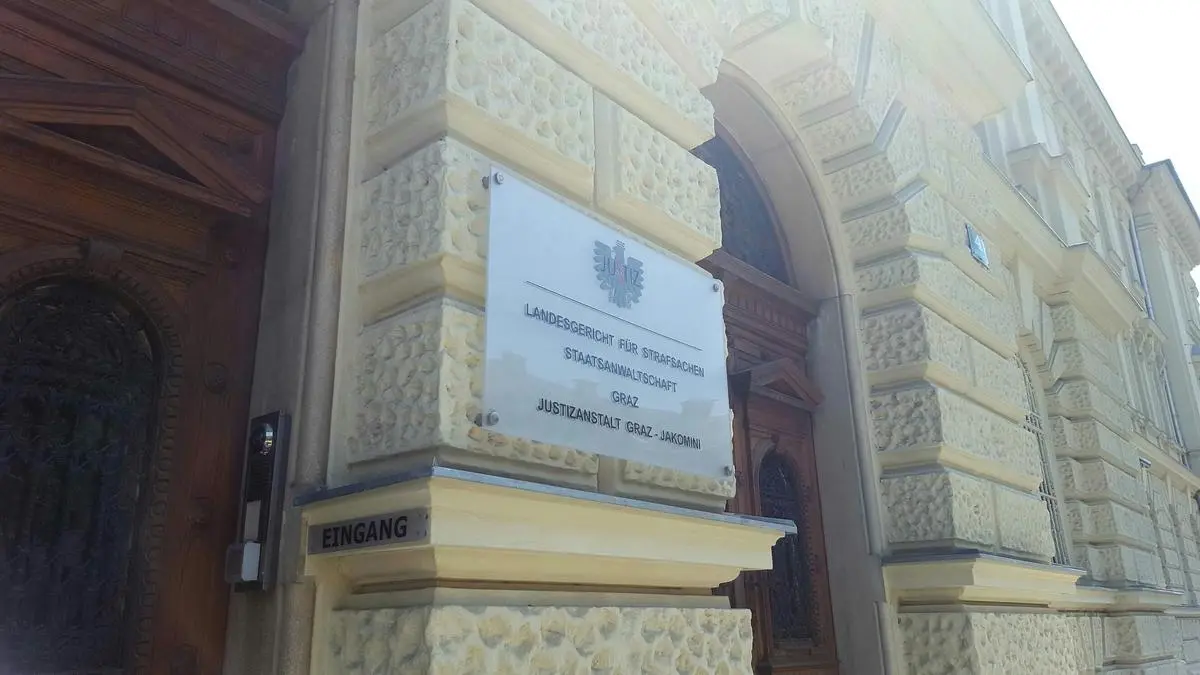 JUSTIZ
LANDESGERICHT FÜR STRAFSACHEN
STAATSANWALTSCHAFT
GRAZ
JUSTIZANSTALT GRAZ - JAKOMINI
EINGANG